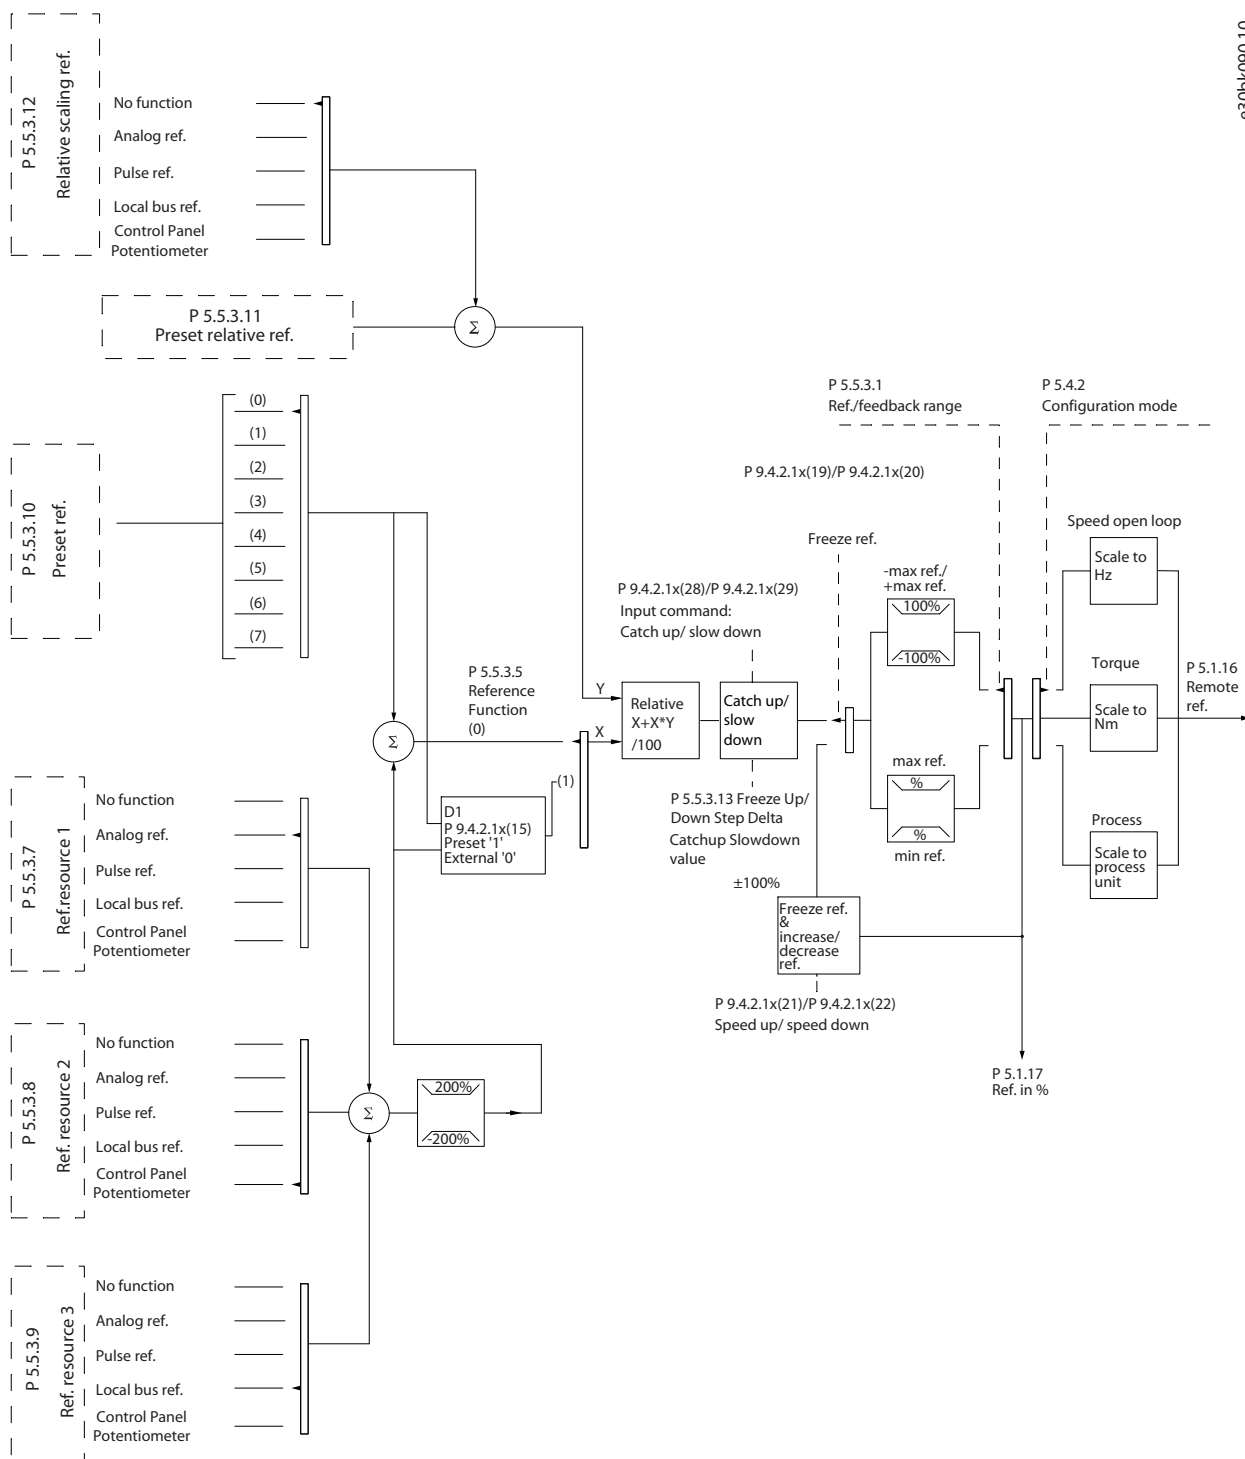 e30bk090.10
P 5.5.3.12
Relative scaling ref.
No function
Analog ref.
Pulse ref.
Local bus ref.
Control Panel
Potentiometer
P 5.5.3.11
Preset relative ref.
Σ
P 5.5.3.10
Preset ref.
(0)
(1)
(2)
(3)
(4)
(5)
(6)
(7)
P 5.5.3.1
Ref./feedback range
P 5.4.2
Configuration mode
P 9.4.2.1x(19)/P 9.4.2.1x(20)
Freeze ref.
Speed open loop
Scale to
Hz
-max ref./
+max ref.
100%
-100%
P 9.4.2.1x(28)/P 9.4.2.1x(29)
Input command:
Catch up/ slow down
P 5.5.3.5
Reference
Function
(0)
Y
X
Relative
X+X*Y
/100
Catch up/
slow
down
Torque
Scale to
Nm
P 5.1.16
Remote
ref.
Σ
(1)
D1
P 9.4.2.1x(15)
Preset '1'
External '0'
P 5.5.3.13 Freeze Up/
Down Step Delta
Catchup Slowdown
value
max ref.
%
%
min ref.
Process
Scale to
process
unit
±100%
Freeze ref.
&
increase/
decrease
ref.
P 9.4.2.1x(21)/P 9.4.2.1x(22)
Speed up/ speed down
P 5.1.17
Ref. in %
P 5.5.3.7
Ref.resource 1
No function
Analog ref.
Pulse ref.
Local bus ref.
Control Panel
Potentiometer
P 5.5.3.8
Ref. resource 2
No function
Analog ref.
Pulse ref.
Local bus ref.
Control Panel
Potentiometer
Σ
200%
-200%
P 5.5.3.9
Ref. resource 3
No function
Analog ref.
Pulse ref.
Local bus ref.
Control Panel
Potentiometer